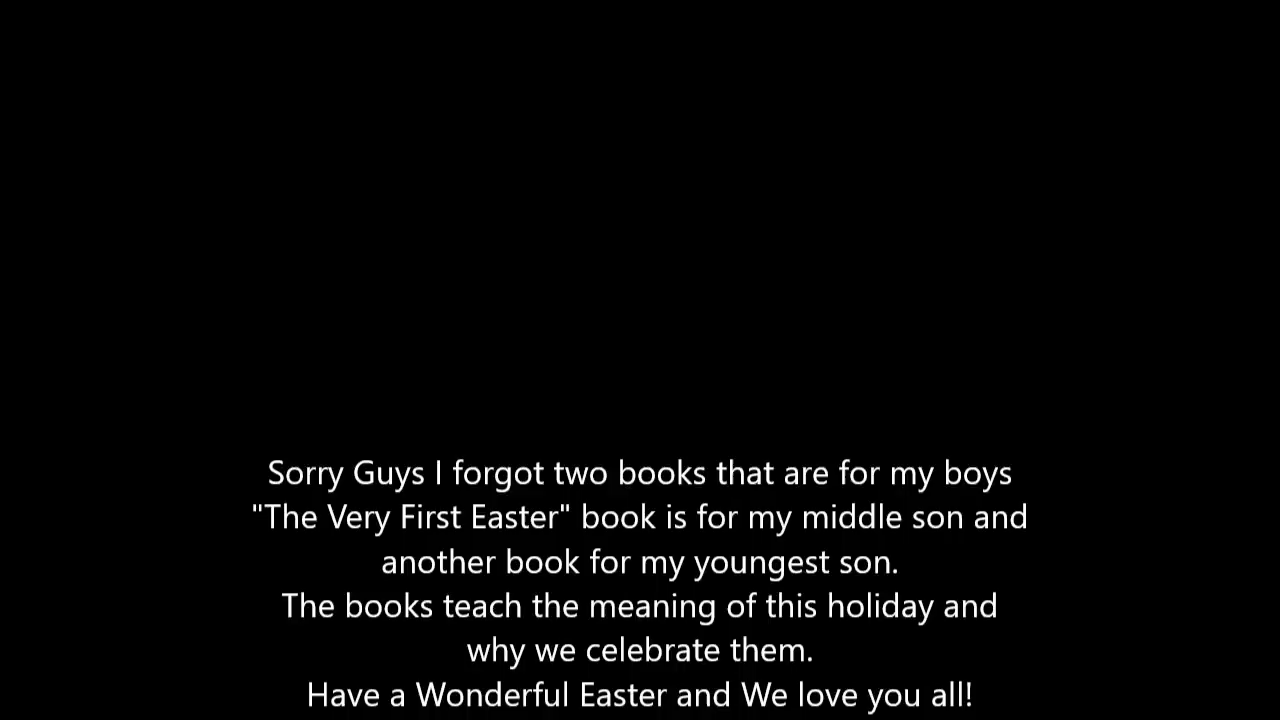 Sorry Guys I forgot two books that are for my boys
"The Very First Easter" book is for my middle son and
another book for my youngest son.
The books teach the meaning of this holiday and
why we celebrate them.
Have a Wonderful Easter and We love you all!